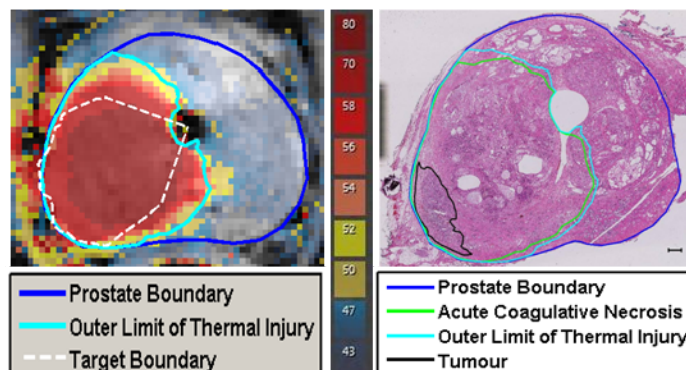 80
70
58
56
54
52
50
47
43
Prostate Boundary
Outer Limit of Thermal Injury
Target Boundary
Prostate Boundary
Acute Coagulative Necrosis
Outer Limit of Thermal Injury
Tumour